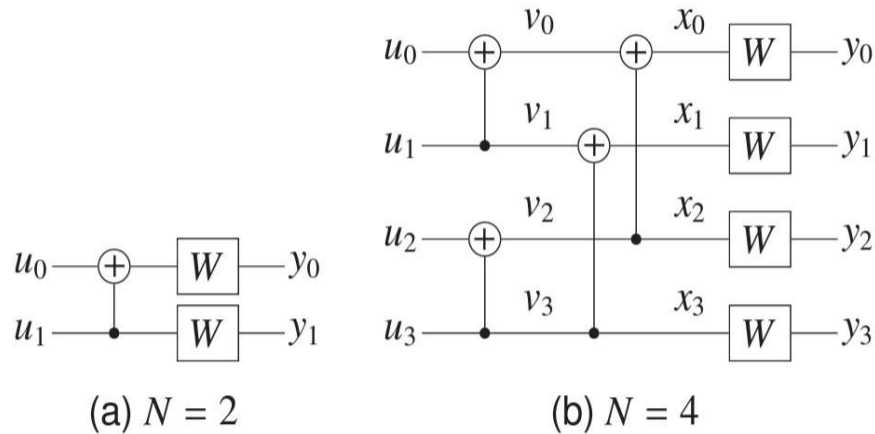 v₀ x₀
u₀ + + W y₀
v₁ x₁
u₁ + W y₁
v₂ x₂
u₀ + W y₀ u₂ + W y₂
v₃ x₃
u₁ W y₁ u₃ W y₃
(a) N = 2 (b) N = 4